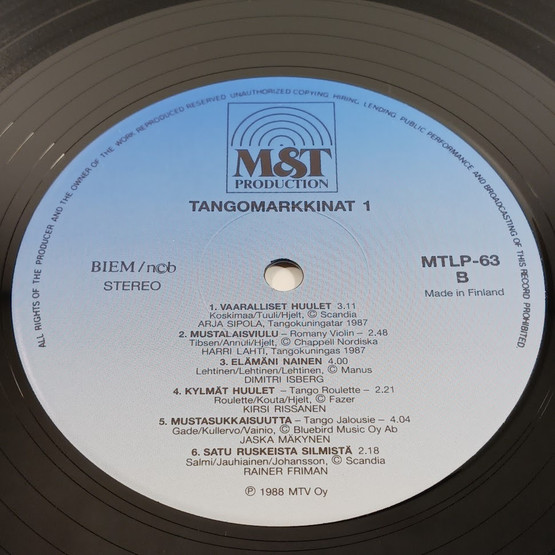 ALL RIGHTS OF THE PRODUCER AND THE OWNER OF THE WORK REPRODUCED RESERVED UNAUTHORIZED COPYING, HIRING, LENDING, PUBLIC PERFORMANCE AND BROADCASTING OF THIS RECORD PROHIBITED
M&T
PRODUCTION
TANGOMARKKINAT 1
BIEM/n©b
STEREO
MTLP-63
B
Made in Finland
1. VAARALLISET HUULET 3.11
Koskimaa/Tuuli/Hjelt, © Scandia
ARJA SIPOLA, Tangokuningatar 1987
2. MUSTALAISVIULU – Romany Violin – 2.48
Tibsen/Annuli/Hjelt, © Chappell Nordiska
HARRI LAHTI, Tangokuningas 1987
3. ELÄMÄNI NAINEN 4.00
Lehtinen/Lehtinen/Lehtinen, © Manus
DIMITRI ISBERG
4. KYLMÄT HUULET – Tango Roulette – 2.21
Roulette/Kouta/Hjelt, © Fazer
KIRSI RISSANEN
5. MUSTASUKKAISUUTTA – Tango Jalousie – 4.04
Gade/Kullervo/Vainio, © Bluebird Music Oy Ab
JASKA MÄKYNEN
6. SATU RUSKEISTA SILMISTÄ 2.18
Salmi/Jauhiainen/Johansson, © Scandia
RAINER FRIMAN
℗ 1988 MTV Oy